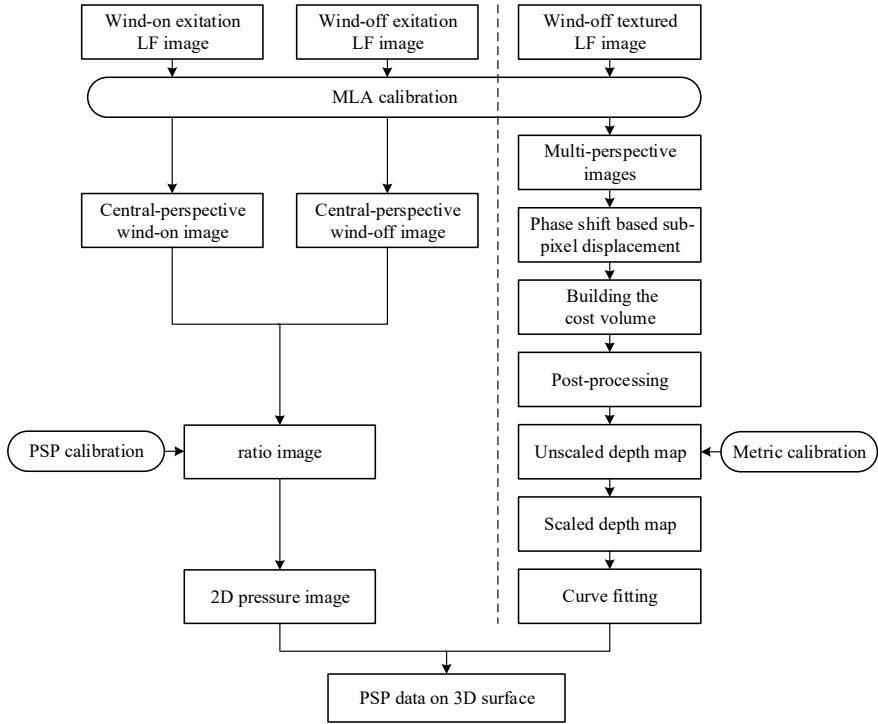 Wind-on exitation
LF image
Wind-off exitation
LF image
Wind-off textured
LF image
MLA calibration
Multi-perspective
images
Central-perspective
wind-on image
Central-perspective
wind-off image
Phase shift based sub-
pixel displacement
Building the
cost volume
Post-processing
PSP calibration
ratio image
Unscaled depth map
Metric calibration
Scaled depth map
2D pressure image
Curve fitting
PSP data on 3D surface